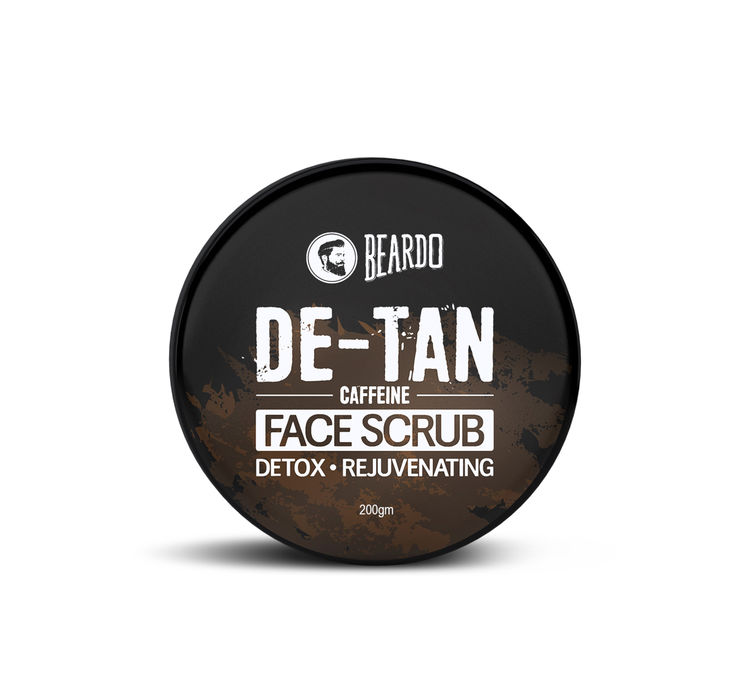 BEARDO
DE-TAN
CAFFEINE
FACE SCRUB
DETOX • REJUVENATING
200gm